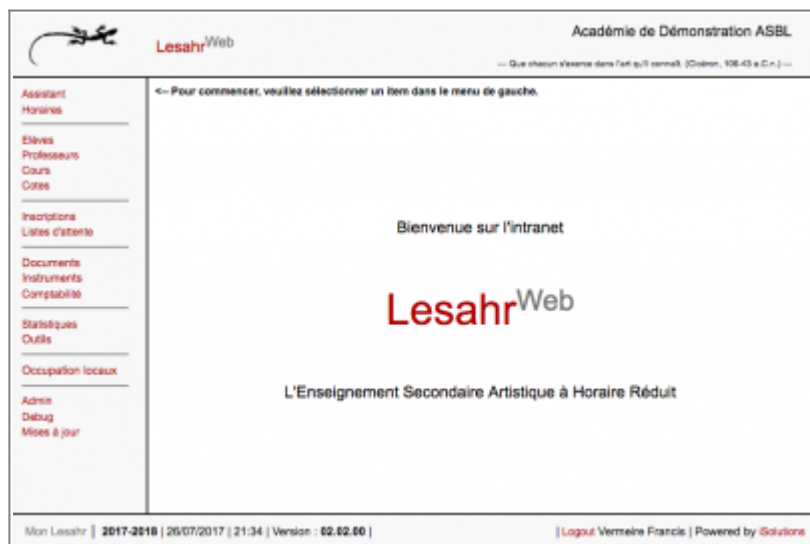 LesahrWeb
Académie de Démonstration ASBL
--- Que chacun s'exerce dans l'art qu'il connaît. (Cicéron, 106-43 a.C.n.) ---
Assistant
Horaires
Elèves
Professeurs
Cours
Cotes
Inscriptions
Listes d'attente
Documents
Instruments
Comptabilité
Statistiques
Outils
Occupation locaux
Admin
Debug
Mises à jour
<-- Pour commencer, veuillez sélectionner un item dans le menu de gauche.
Bienvenue sur l'intranet
LesahrWeb
L'Enseignement Secondaire Artistique à Horaire Réduit
Mon Lesahr | 2017-2018 | 26/07/2017 | 21:34 | Version : 02.02.00 |
| Logout Vermeire Francis | Powered by iSolutions